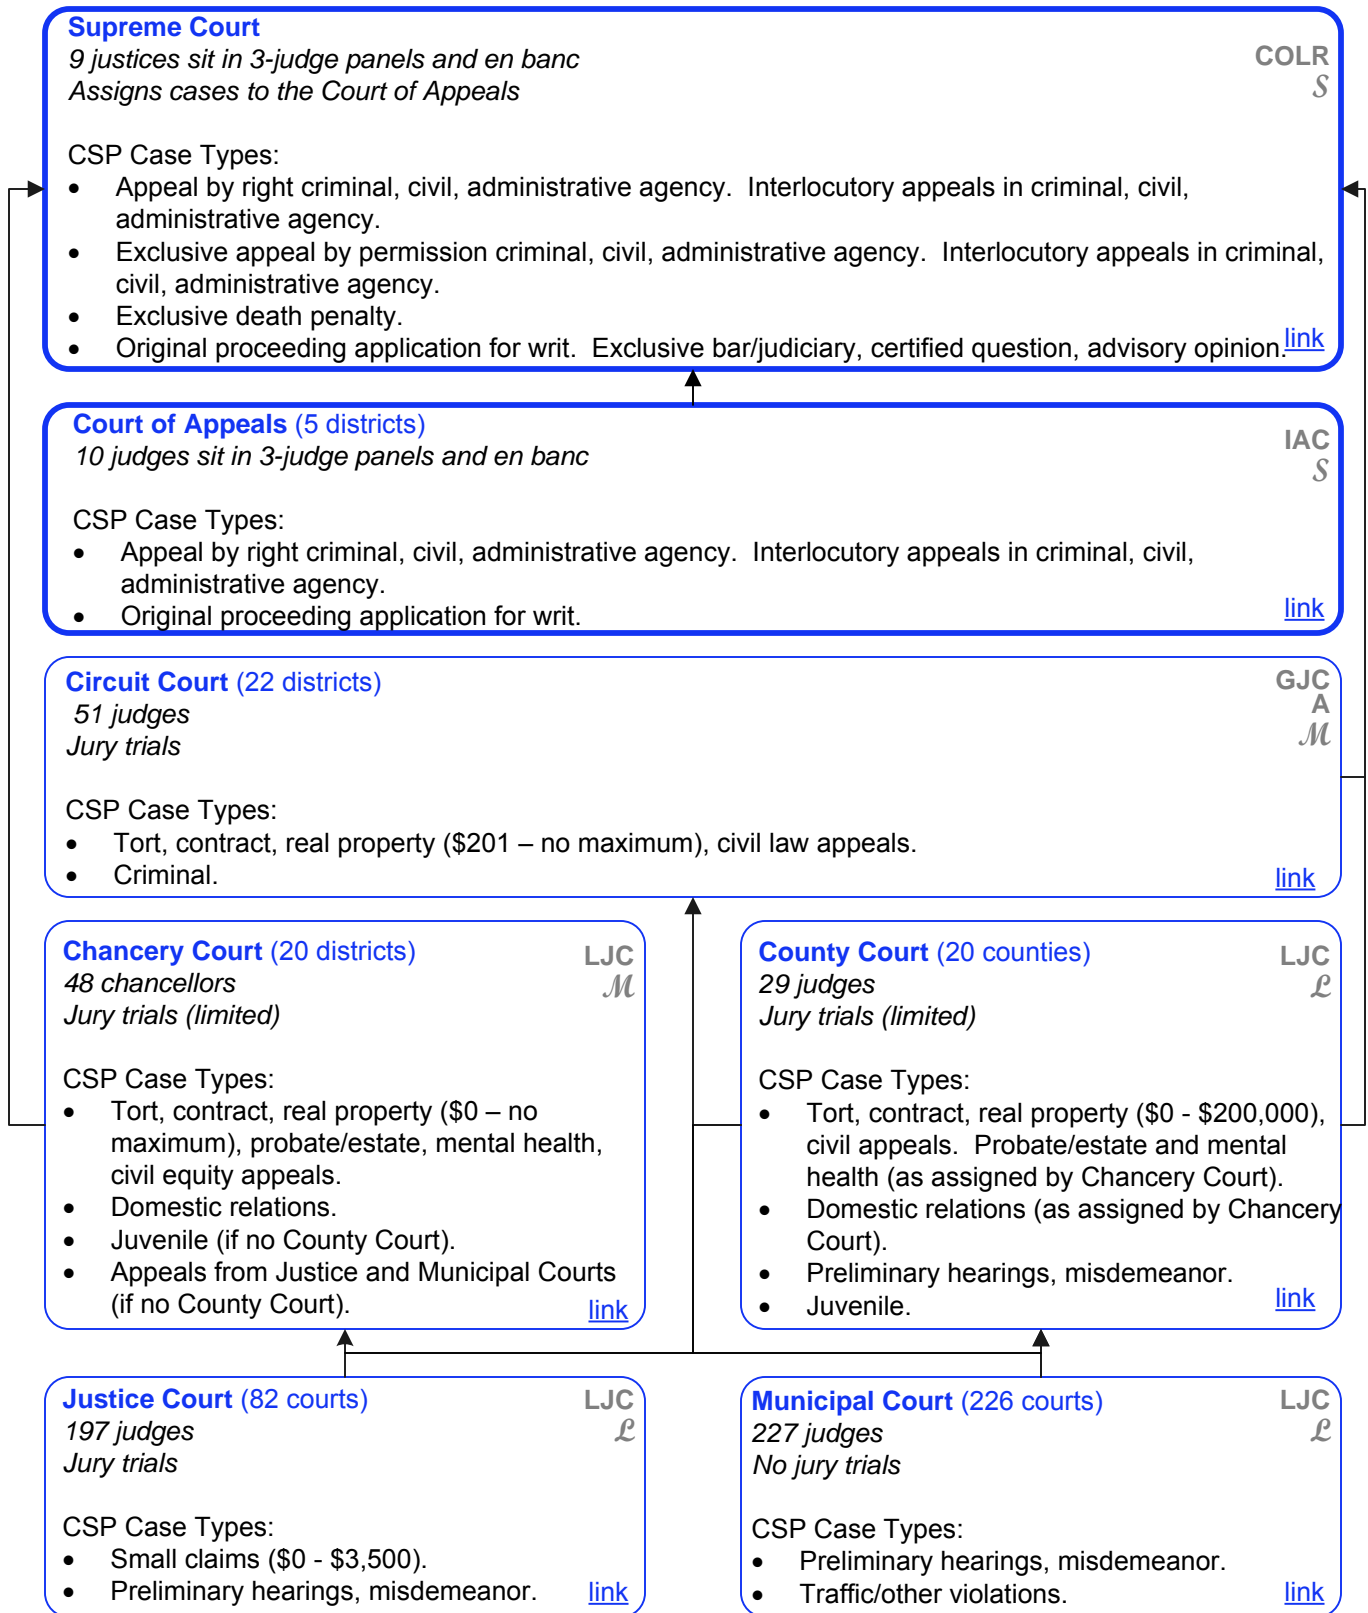 Supreme Court
9 justices sit in 3-judge panels and en banc
COLR
Assigns cases to the Court of Appeals
S
CSP Case Types:
• Appeal by right criminal, civil, administrative agency.  Interlocutory appeals in criminal, civil,
administrative agency.
• Exclusive appeal by permission criminal, civil, administrative agency.  Interlocutory appeals in criminal,
civil, administrative agency.
• Exclusive death penalty.
• Original proceeding application for writ.  Exclusive bar/judiciary, certified question, advisory opinion.
link
Court of Appeals (5 districts)
IAC
10 judges sit in 3-judge panels and en banc
S
CSP Case Types:
• Appeal by right criminal, civil, administrative agency.  Interlocutory appeals in criminal, civil,
administrative agency.
• Original proceeding application for writ.
link
Circuit Court (22 districts)
GJC
51 judges
A
Jury trials
M
CSP Case Types:
• Tort, contract, real property ($201 – no maximum), civil law appeals.
• Criminal.
link
Chancery Court (20 districts)
LJC
48 chancellors
M
Jury trials (limited)
CSP Case Types:
• Tort, contract, real property ($0 – no
maximum), probate/estate, mental health,
civil equity appeals.
• Domestic relations.
• Juvenile (if no County Court).
• Appeals from Justice and Municipal Courts
(if no County Court).
link
County Court (20 counties)
LJC
29 judges
L
Jury trials (limited)
CSP Case Types:
• Tort, contract, real property ($0 - $200,000),
civil appeals.  Probate/estate and mental
health (as assigned by Chancery Court).
• Domestic relations (as assigned by Chancery
Court).
• Preliminary hearings, misdemeanor.
• Juvenile.
link
Justice Court (82 courts)
LJC
197 judges
L
Jury trials
CSP Case Types:
• Small claims ($0 - $3,500).
• Preliminary hearings, misdemeanor.
link
Municipal Court (226 courts)
LJC
227 judges
L
No jury trials
CSP Case Types:
• Preliminary hearings, misdemeanor.
• Traffic/other violations.
link